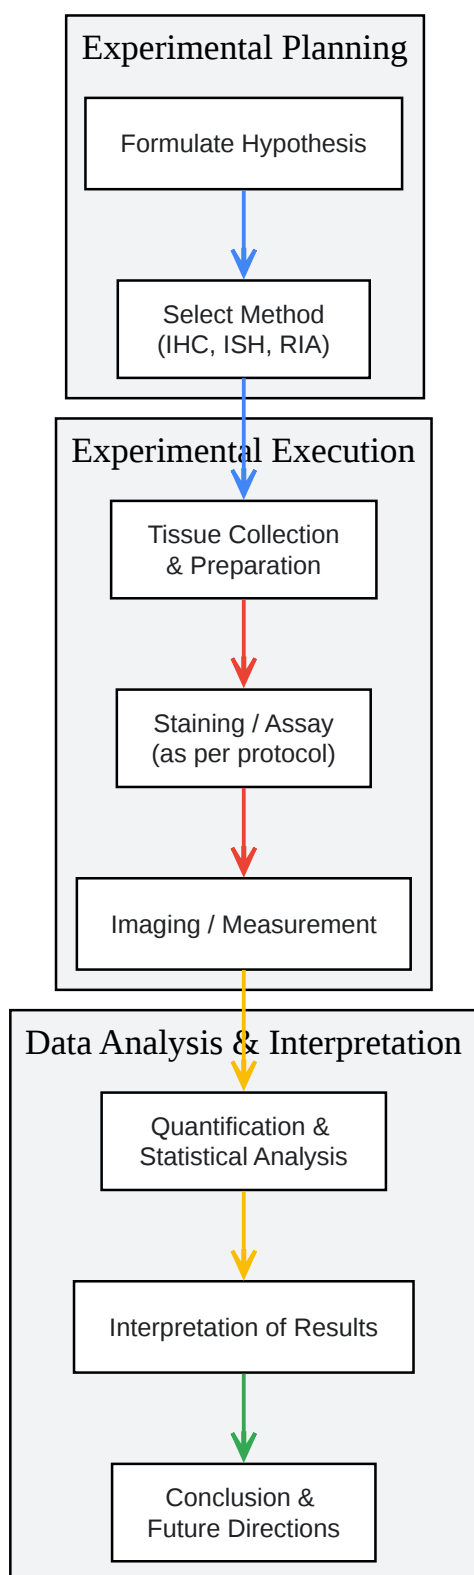 Experimental Planning
Formulate Hypothesis
Select Method
(IHC, ISH, RIA)
Experimental Execution
Tissue Collection
& Preparation
Staining / Assay
(as per protocol)
Imaging / Measurement
Data Analysis & Interpretation
Quantification &
Statistical Analysis
Interpretation of Results
Conclusion &
Future Directions